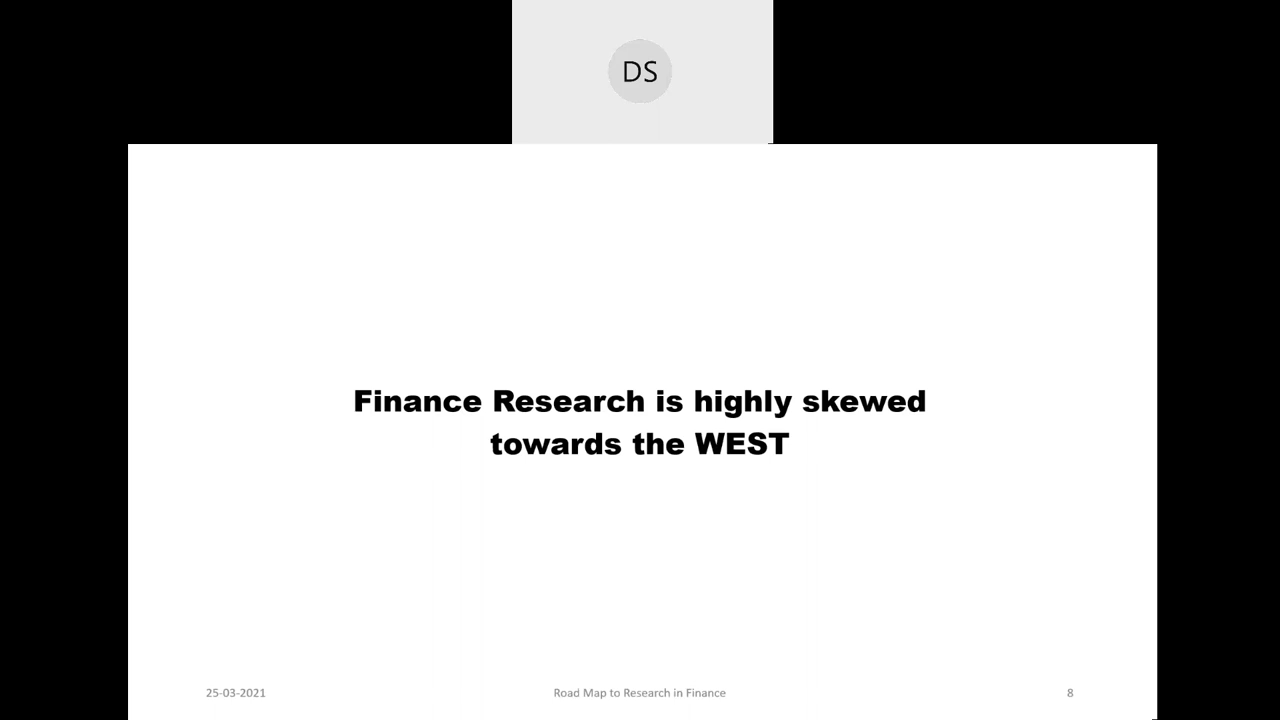 DS
Finance Research is highly skewed
towards the WEST
25-03-2021
Road Map to Research in Finance
8